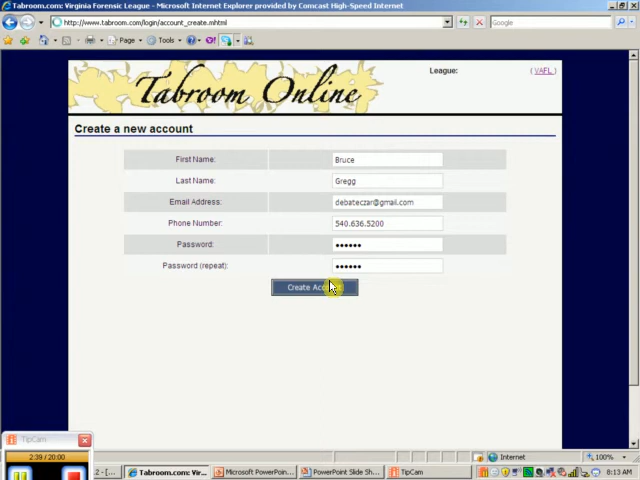 Tabroom.com: Virginia Forensic League - Microsoft Internet Explorer provided by Comcast High-Speed Internet
http://www.tabroom.com/login/account_create.mhtml
Google
Page
Tools
Tabroom Online
League:
( VAFL )
Create a new account
First Name:
Bruce
Last Name:
Gregg
Email Address:
debateczar@gmail.com
Phone Number:
540.636.5200
Password:
••••••
Password (repeat):
••••••
Create
TipCam
2:39 / 20:00
Internet
100%
2 - [...
Tabroom.com: Vir...
Microsoft PowerPoin...
PowerPoint Slide Sh...
TipCam
8:13 AM